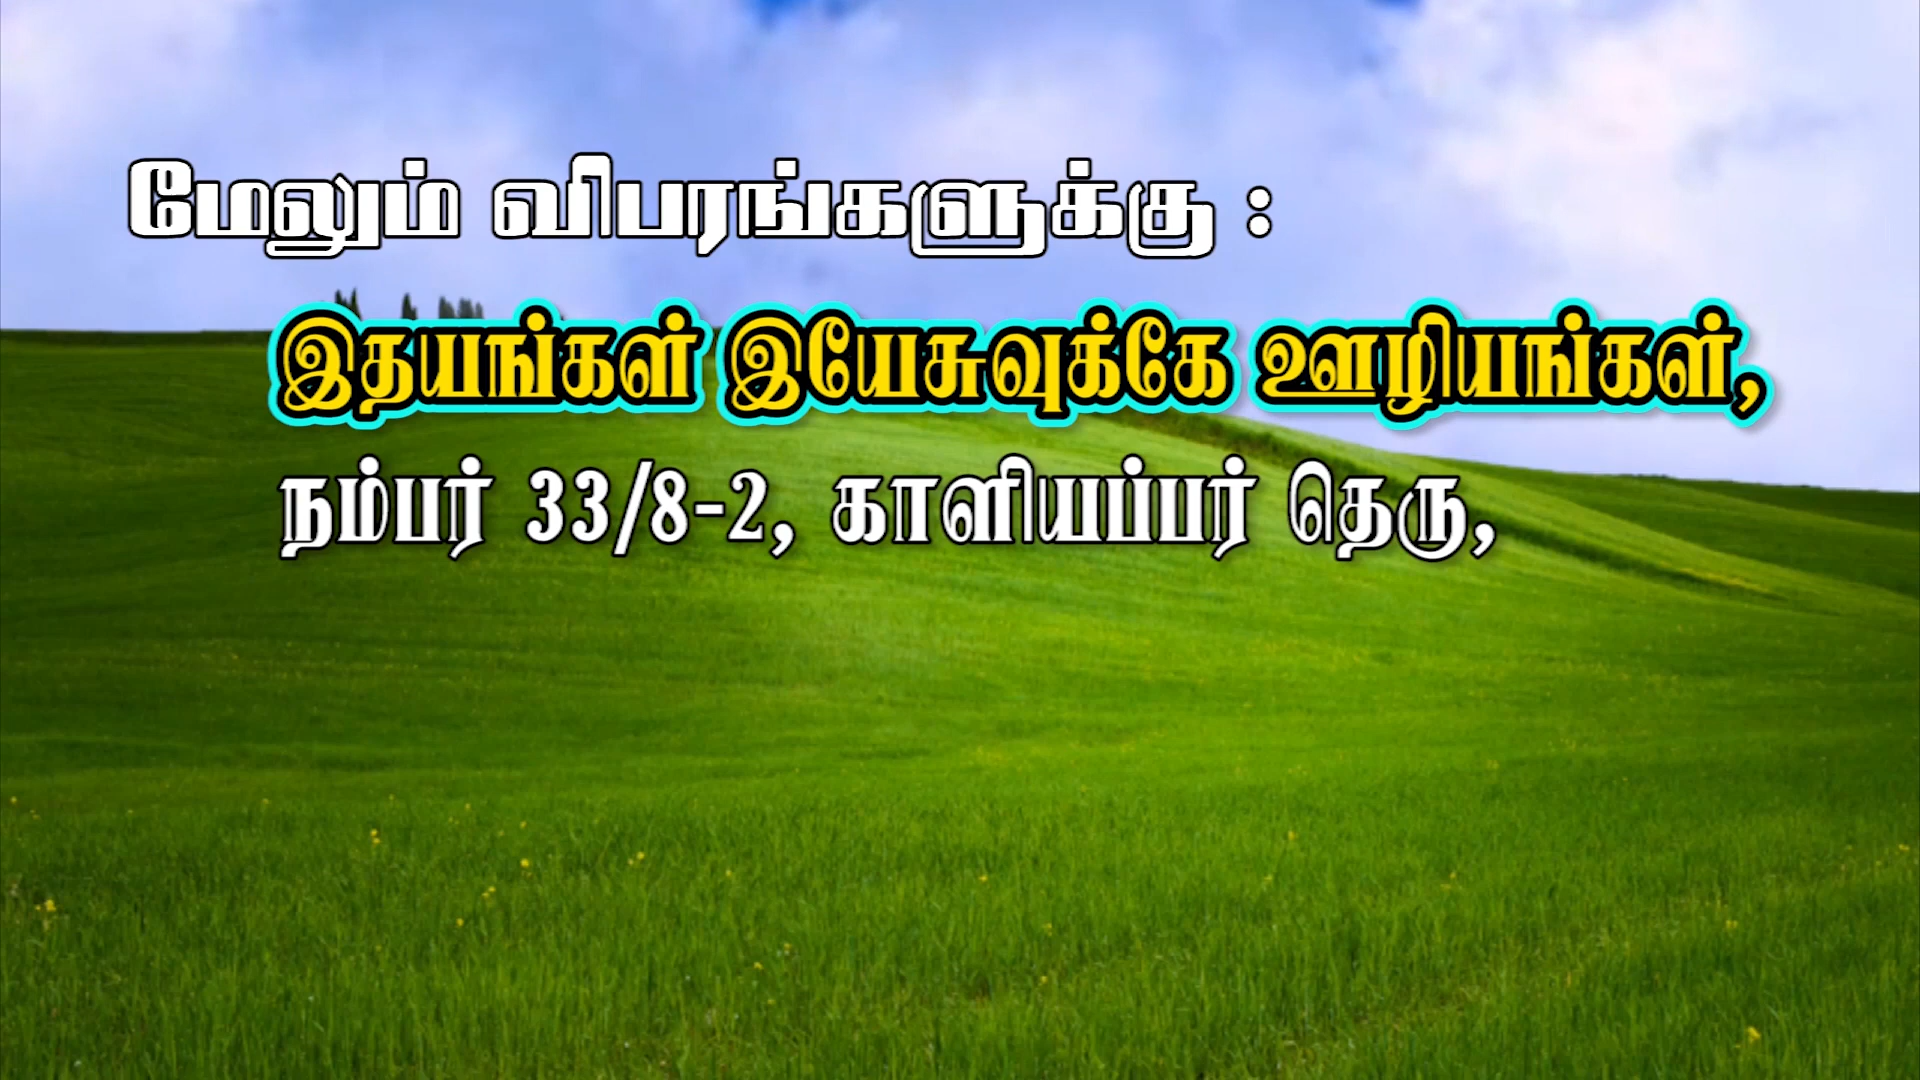 மேலும் விபரங்களுக்கு :
இதயங்கள் இயேசுவுக்கே ஊழியங்கள்,
நம்பர் 33/8-2, காளியப்பர் தெரு,